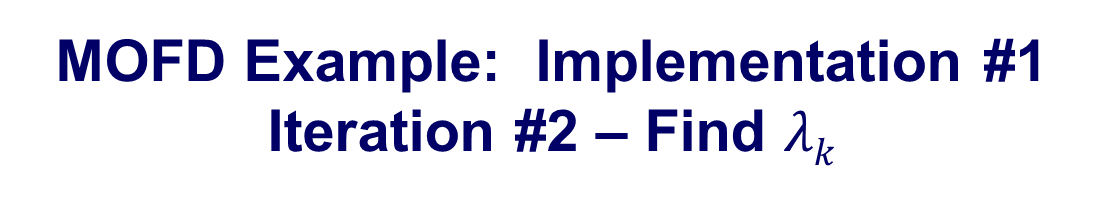 MOFD Example: Implementation #1
Iteration #2 – Find λₖ